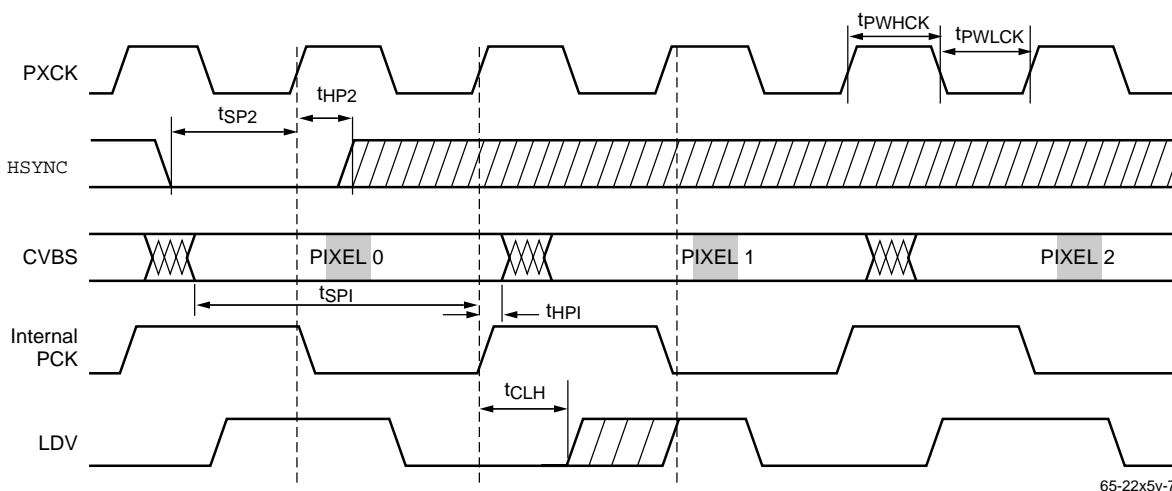 tPWHCK
tPWLCK
PXCK
tHP2
tSP2
HSYNC
CVBS
PIXEL 0
PIXEL 1
PIXEL 2
tSPI
tHPI
Internal
PCK
tCLH
LDV
65-22x5y-7